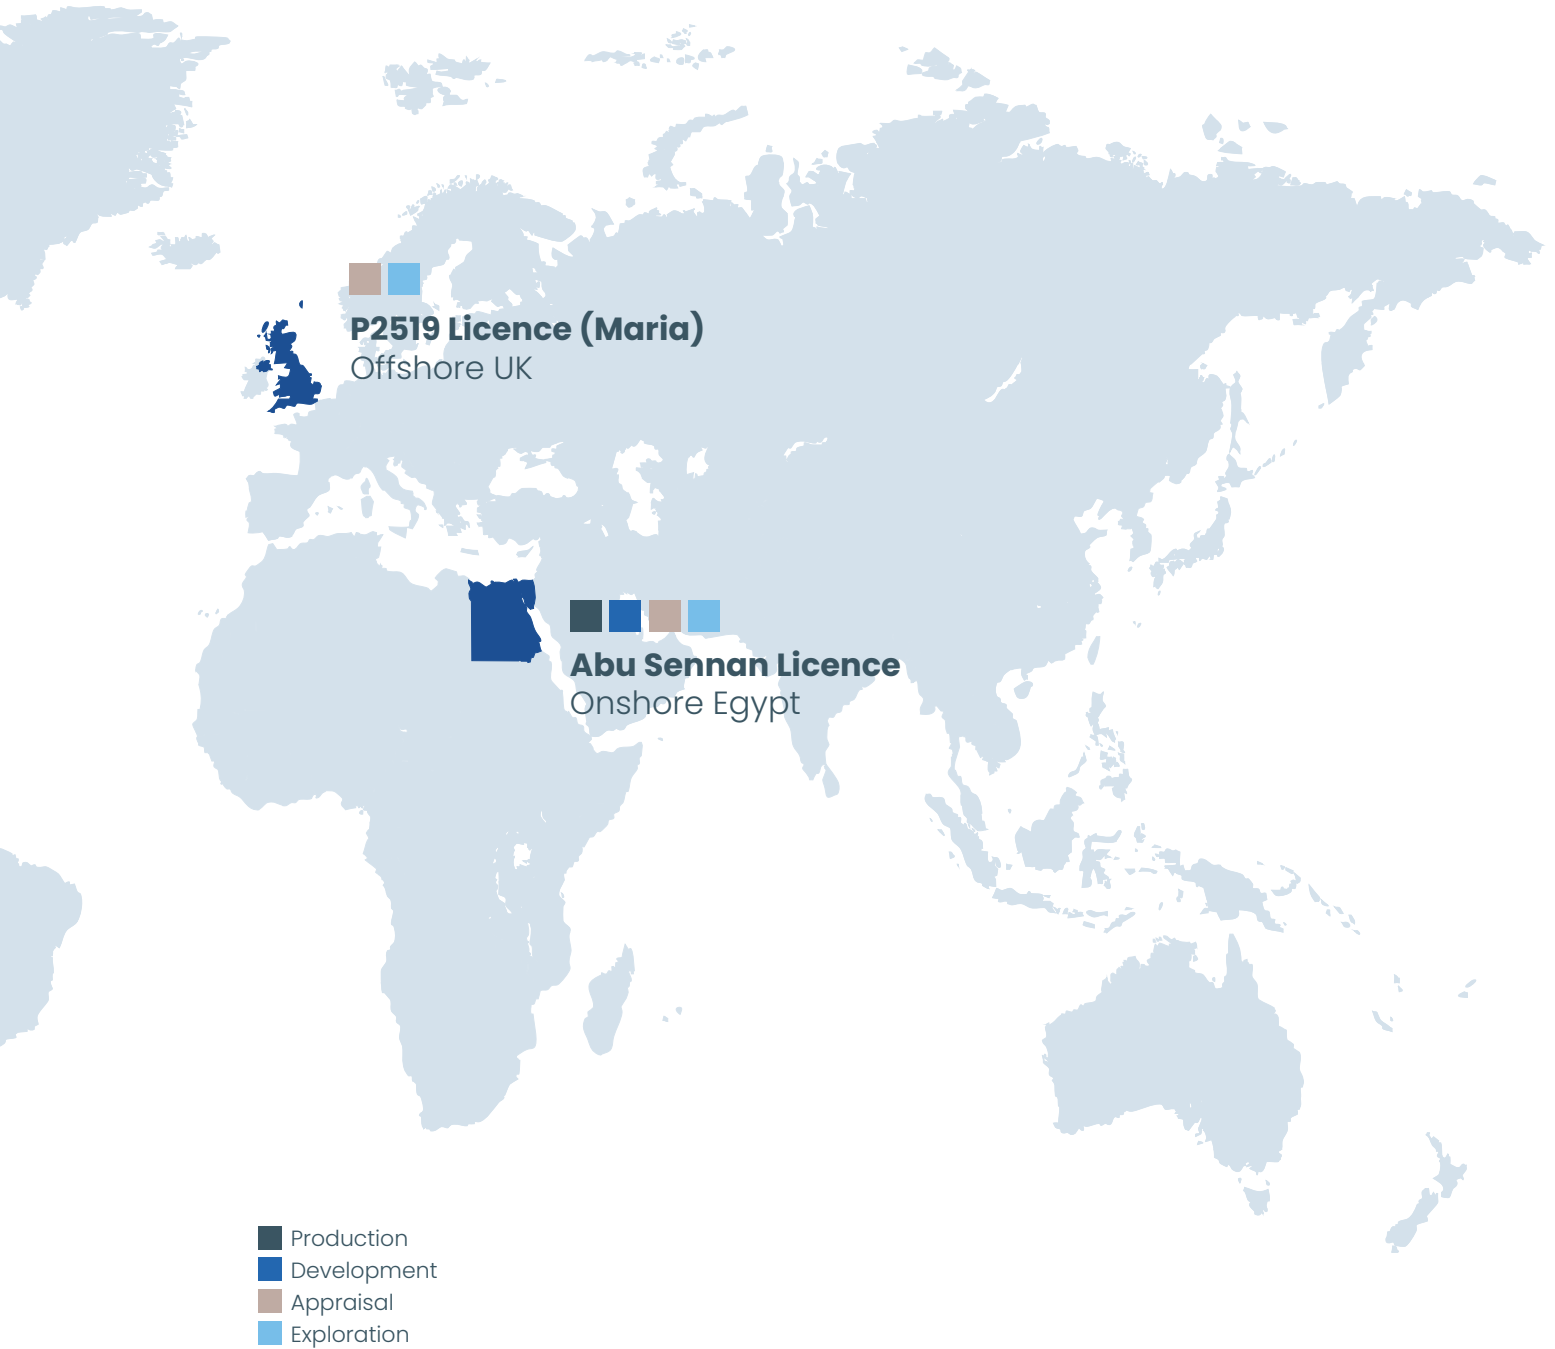 P2519 Licence (Maria)
Offshore UK
Abu Sennan Licence
Onshore Egypt
Production
Development
Appraisal
Exploration